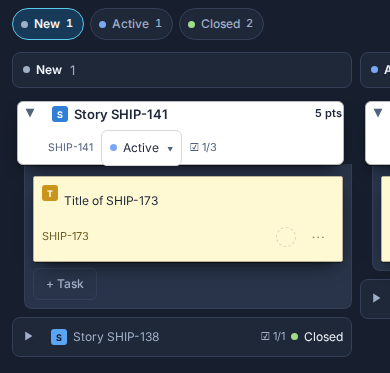 New 1 Active 1 Closed 2
New 1
A
S Story SHIP-141 5 pts
SHIP-141 Active 1/3
T Title of SHIP-173
SHIP-173 ...
+ Task
S Story SHIP-138 1/1 Closed